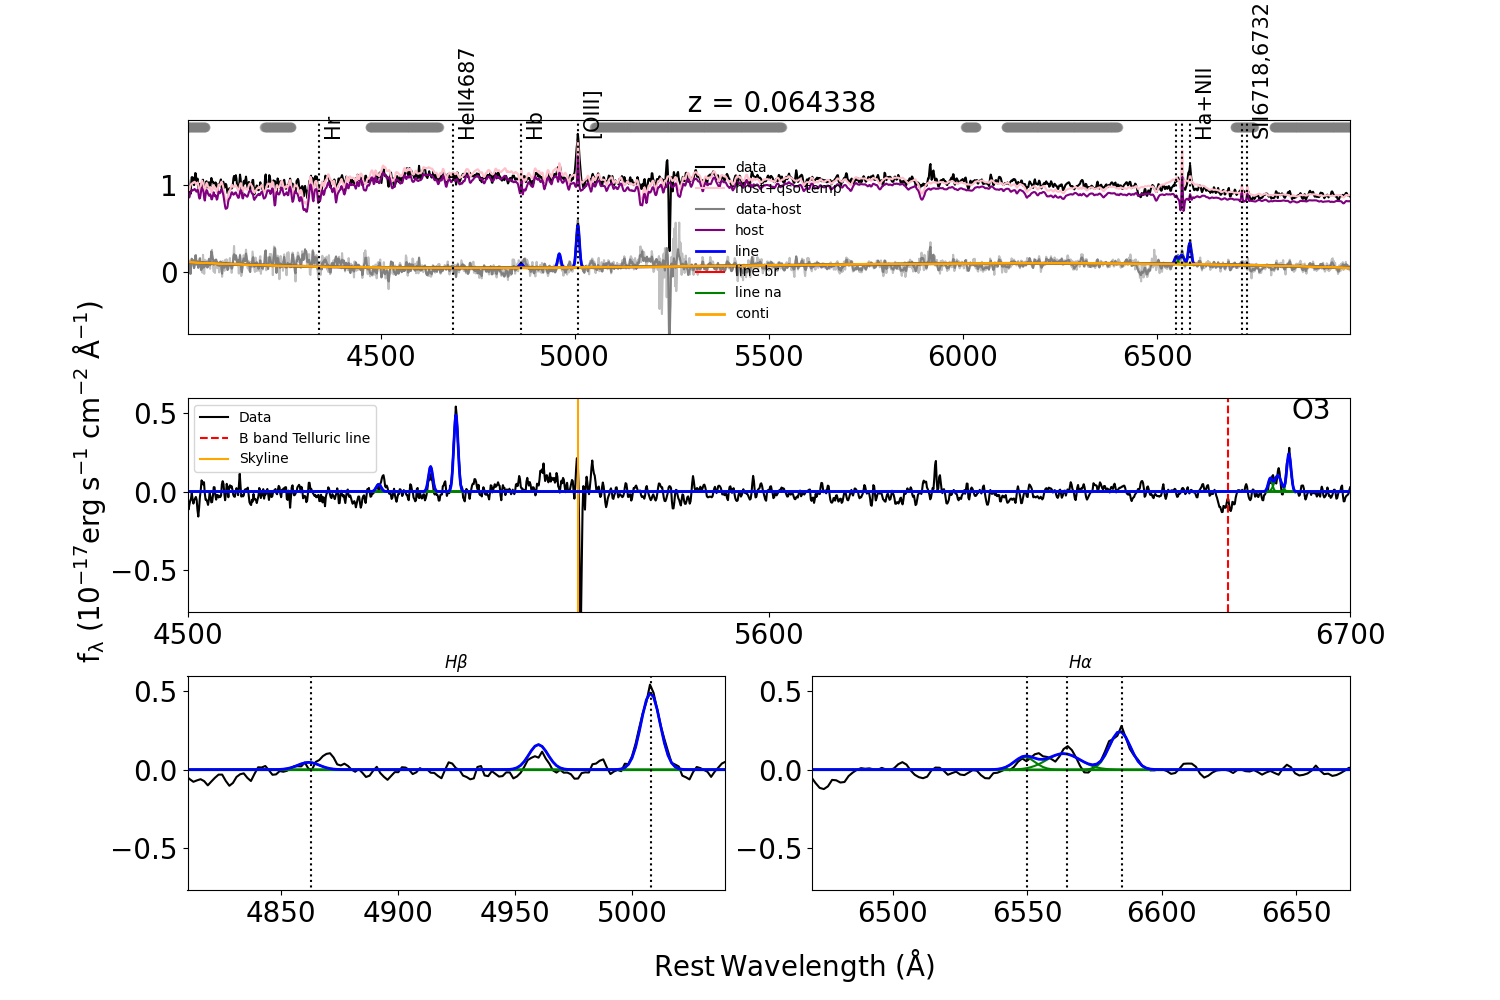 z = 0.064338
Hr
HeII4687
Hb
[OIII]
Ha+NII
SII6718,6732
data
host+qso temp
data-host
host
line
line br
line na
conti
1
0
4500 5000 5500 6000 6500
f_λ (10^−17 erg s^−1 cm^−2 Å^−1)
O3
Data
B band Telluric line
Skyline
0.5
0.0
−0.5
4500 5600 6700
Hβ
0.5
0.0
−0.5
4850 4900 4950 5000
Hα
0.5
0.0
−0.5
6500 6550 6600 6650
Rest Wavelength (Å)